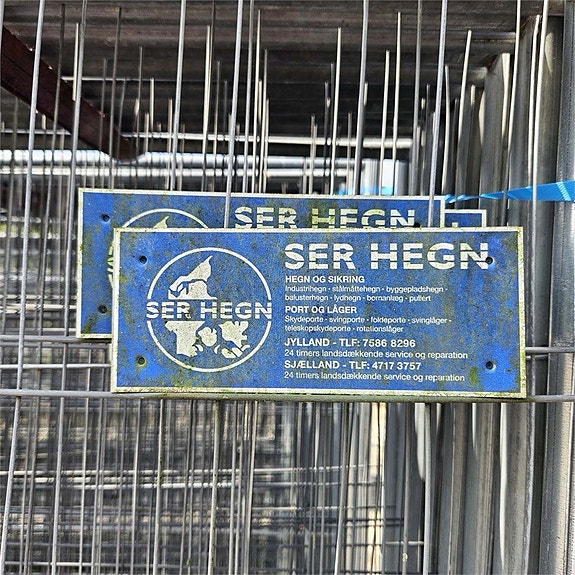 SER HEGN
SER HEGN
SER HEGN
HEGN OG SIKRING
Industrihegn - stålmåttehegn - byggepladshegn -
balusterhegn - lydhegn - bomanlæg - pullert
PORT OG LÅGER
Skydeporte - svingporte - foldeporte - svinglåger -
teleskopskydeporte - rotationslåger
JYLLAND - TLF: 7586 8296
24 timers landsdækkende service og reparation
SJÆLLAND - TLF: 4717 3757
24 timers landsdækkende service og reparation